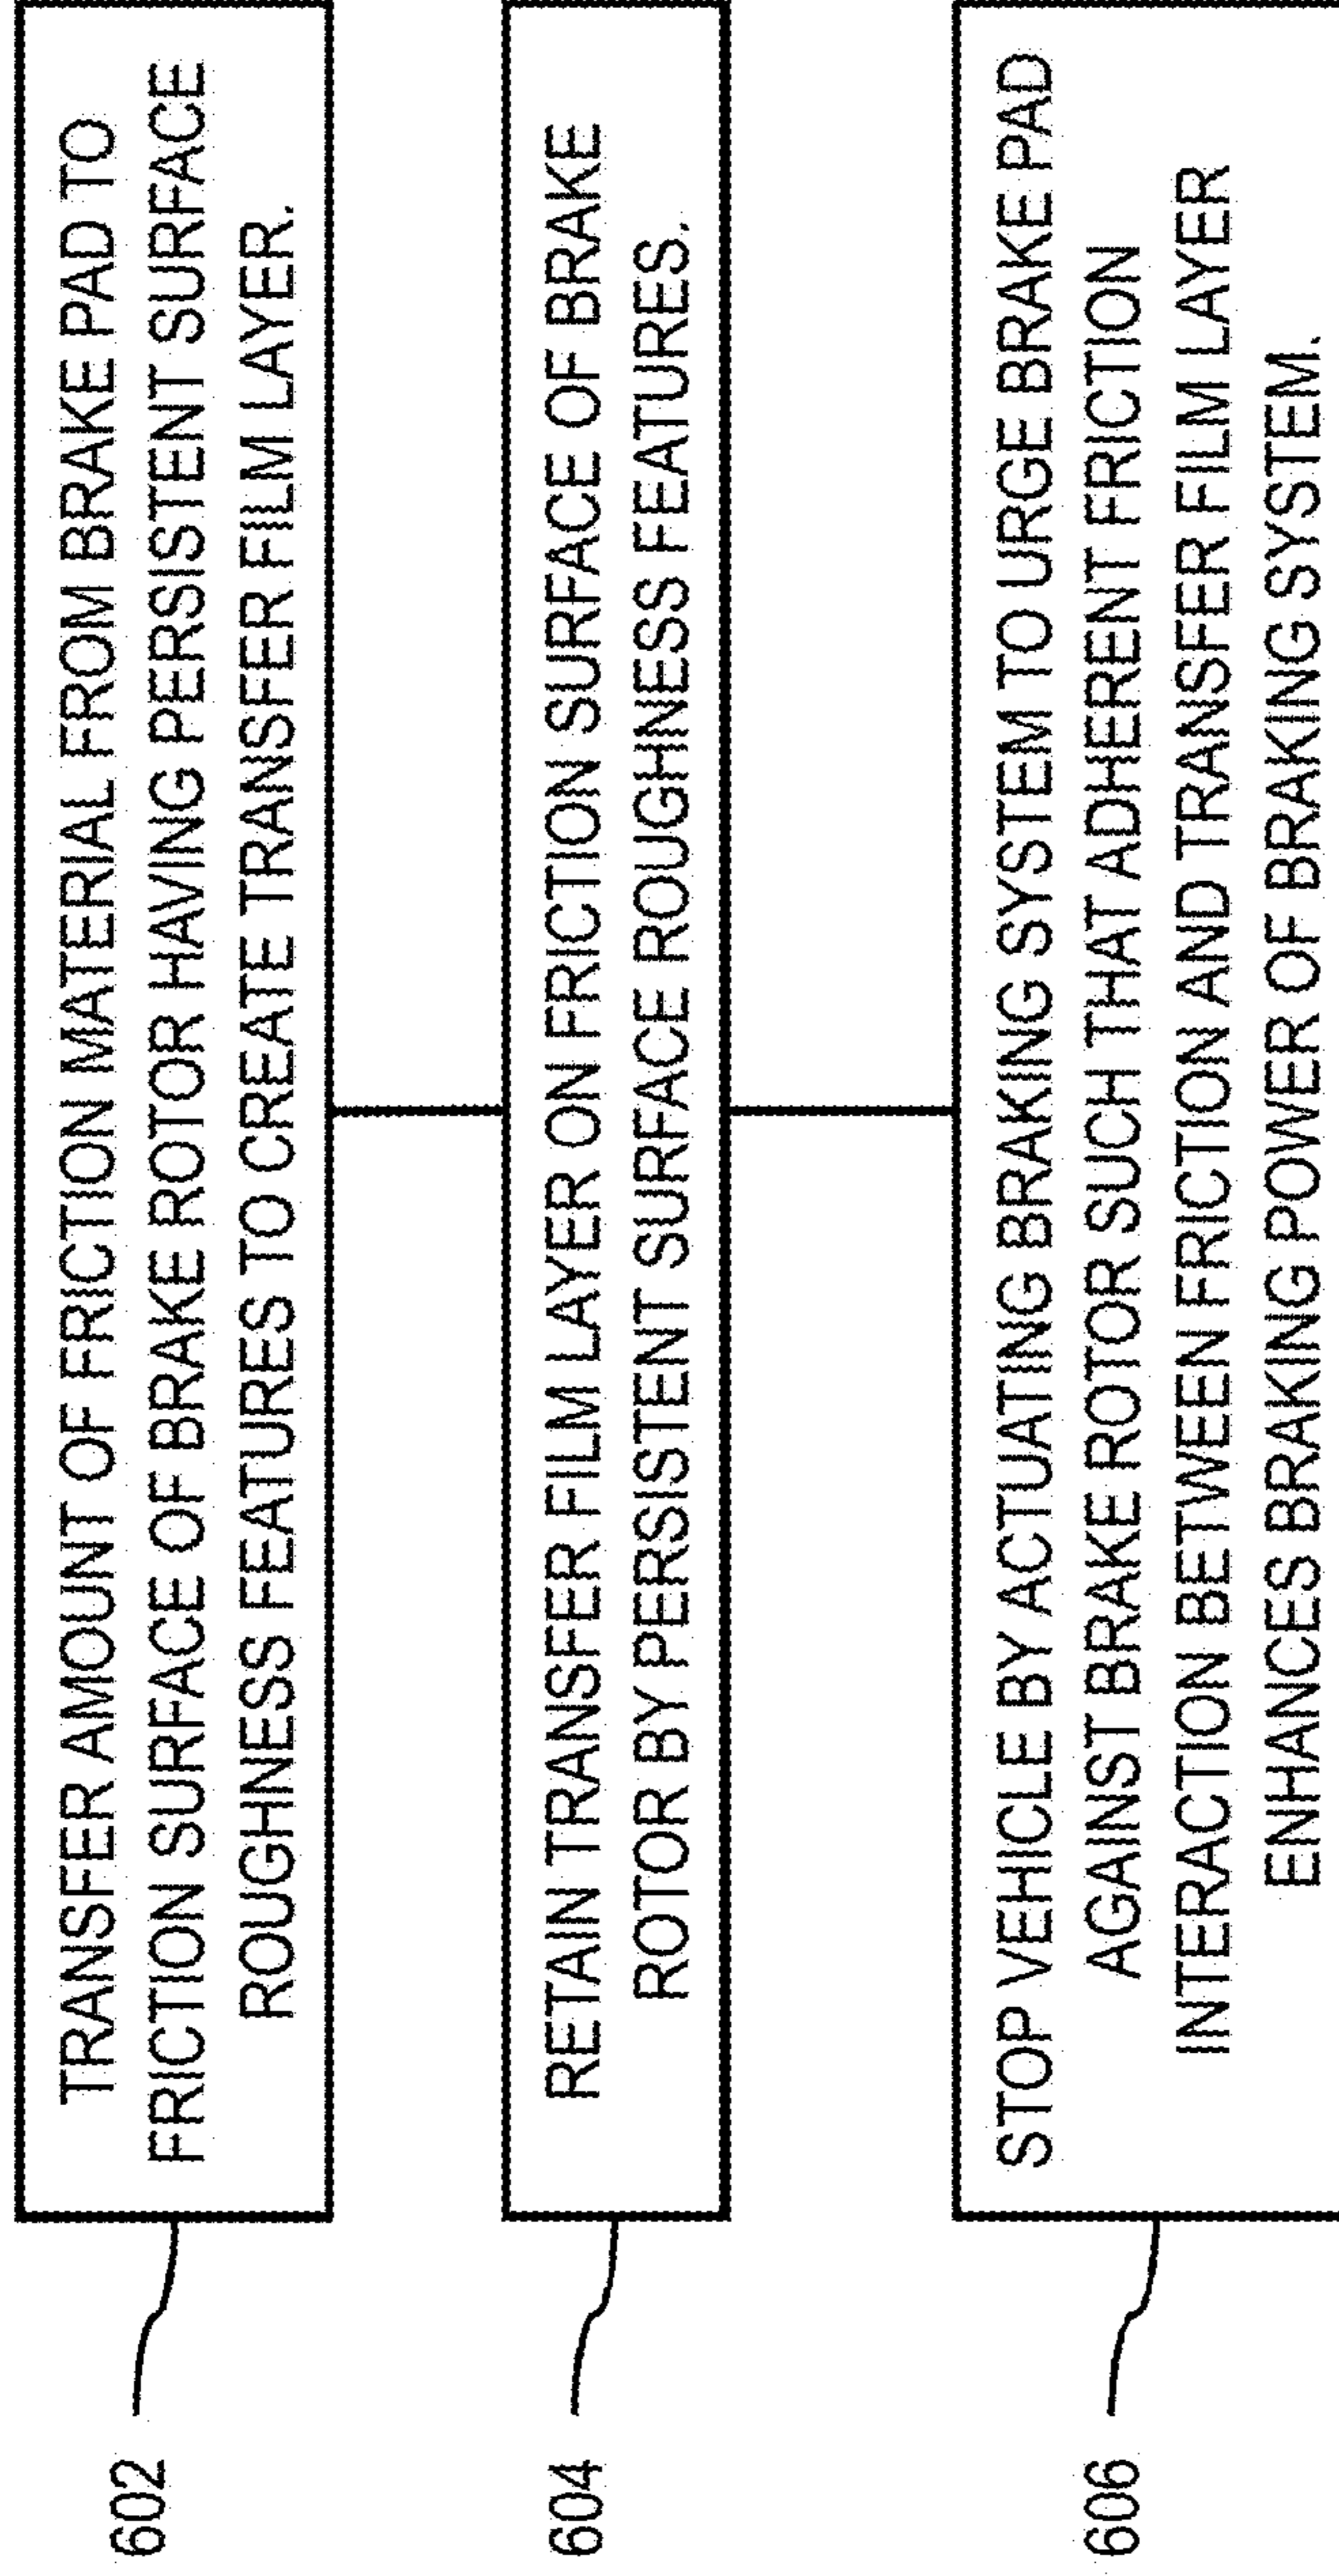 602
TRANSFER AMOUNT OF FRICTION MATERIAL FROM BRAKE PAD TO
FRICTION SURFACE OF BRAKE ROTOR HAVING PERSISTENT SURFACE
ROUGHNESS FEATURES TO CREATE TRANSFER FILM LAYER.
604
RETAIN TRANSFER FILM LAYER ON FRICTION SURFACE OF BRAKE
ROTOR BY PERSISTENT SURFACE ROUGHNESS FEATURES.
606
STOP VEHICLE BY ACTUATING BRAKING SYSTEM TO URGE BRAKE PAD
AGAINST BRAKE ROTOR SUCH THAT ADHERENT FRICTION
INTERACTION BETWEEN FRICTION AND TRANSFER FILM LAYER
ENHANCES BRAKING POWER OF BRAKING SYSTEM.